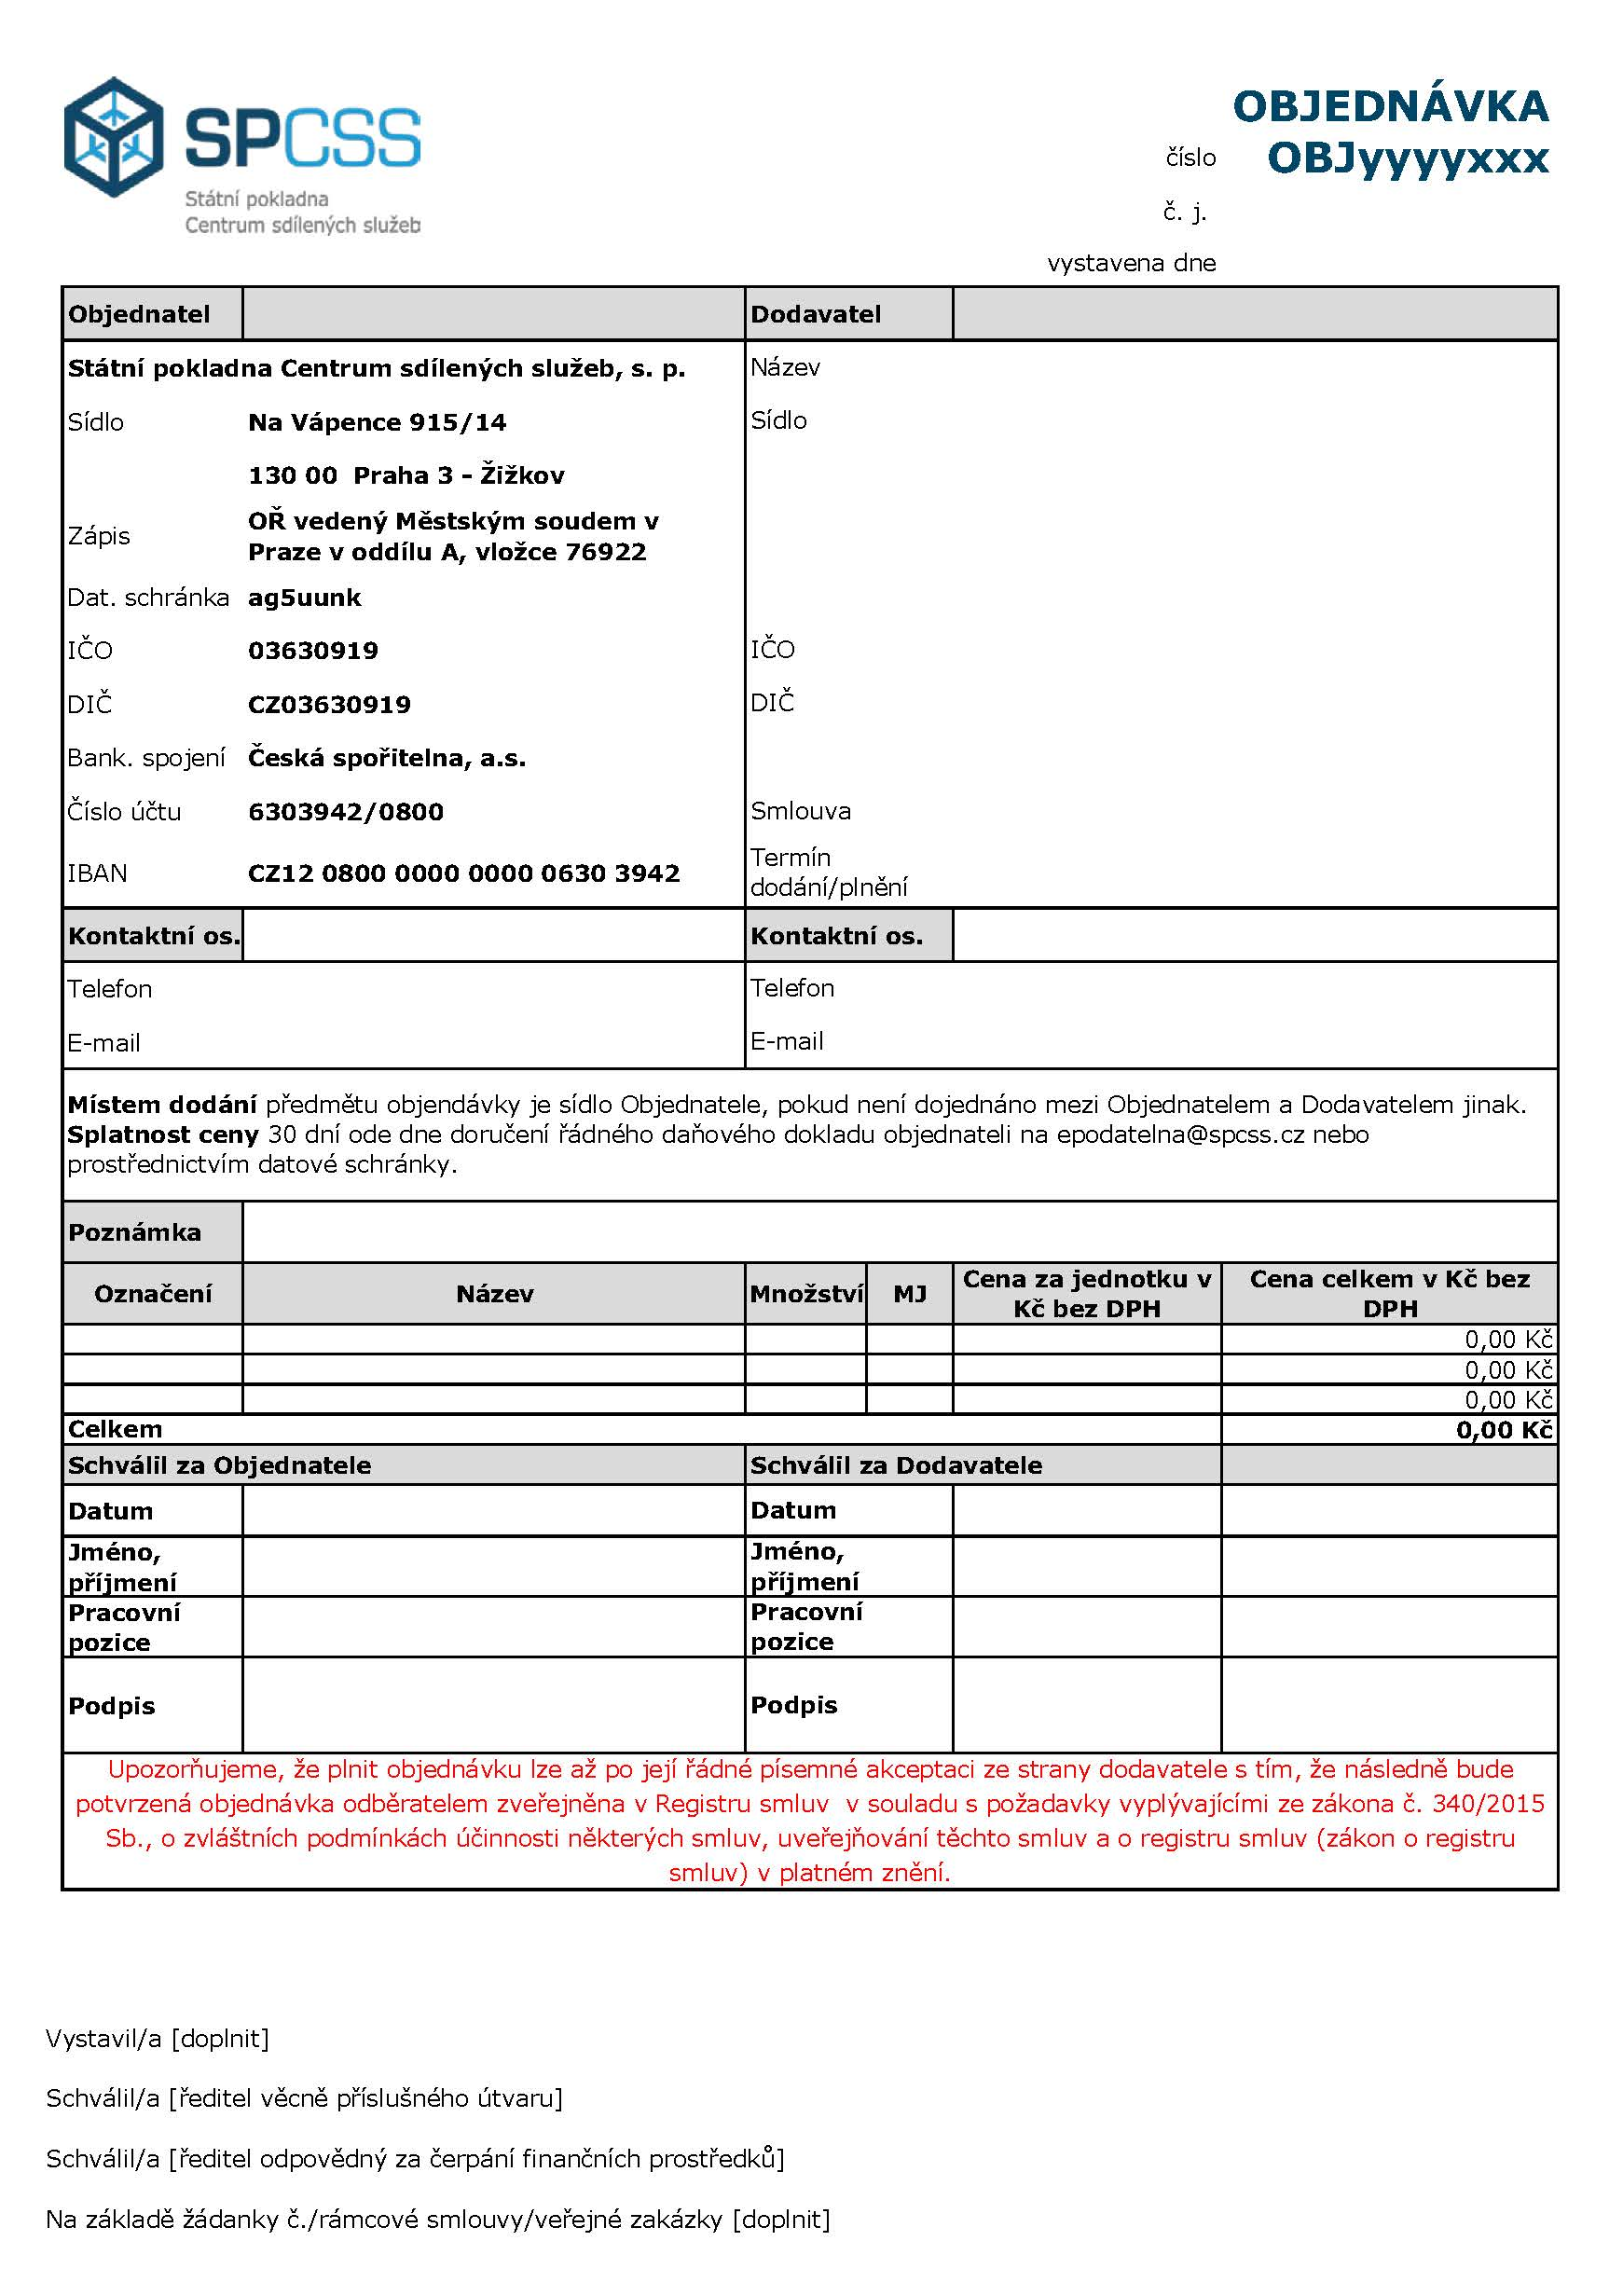 SPCSS
Státní pokladna
Centrum sdílených služeb
OBJEDNÁVKA
číslo OBJyyyyxxx
č. j.
vystavena dne
Objednatel Dodavatel
Státní pokladna Centrum sdílených služeb, s. p. Název
Sídlo Na Vápence 915/14 Sídlo
130 00  Praha 3 - Žižkov
Zápis OŘ vedený Městským soudem v
Praze v oddílu A, vložce 76922
Dat. schránka ag5uunk
IČO 03630919 IČO
DIČ CZ03630919 DIČ
Bank. spojení Česká spořitelna, a.s.
Číslo účtu 6303942/0800 Smlouva
IBAN CZ12 0800 0000 0000 0630 3942 Termín
dodání/plnění
Kontaktní os. Kontaktní os.
Telefon Telefon
E-mail E-mail
Místem dodání předmětu objendávky je sídlo Objednatele, pokud není dojednáno mezi Objednatelem a Dodavatelem jinak.
Splatnost ceny 30 dní ode dne doručení řádného daňového dokladu objednateli na epodatelna@spcss.cz nebo
prostřednictvím datové schránky.
Poznámka
Označení Název Množství MJ Cena za jednotku v Cena celkem v Kč bez
Kč bez DPH DPH
0,00 Kč
0,00 Kč
0,00 Kč
Celkem 0,00 Kč
Schválil za Objednatele Schválil za Dodavatele
Datum Datum
Jméno, Jméno,
příjmení příjmení
Pracovní Pracovní
pozice pozice
Podpis Podpis
Upozorňujeme, že plnit objednávku lze až po její řádné písemné akceptaci ze strany dodavatele s tím, že následně bude
potvrzená objednávka odběratelem zveřejněna v Registru smluv  v souladu s požadavky vyplývajícími ze zákona č. 340/2015
Sb., o zvláštních podmínkách účinnosti některých smluv, uveřejňování těchto smluv a o registru smluv (zákon o registru
smluv) v platném znění.
Vystavil/a [doplnit]
Schválil/a [ředitel věcně příslušného útvaru]
Schválil/a [ředitel odpovědný za čerpání finančních prostředků]
Na základě žádanky č./rámcové smlouvy/veřejné zakázky [doplnit]